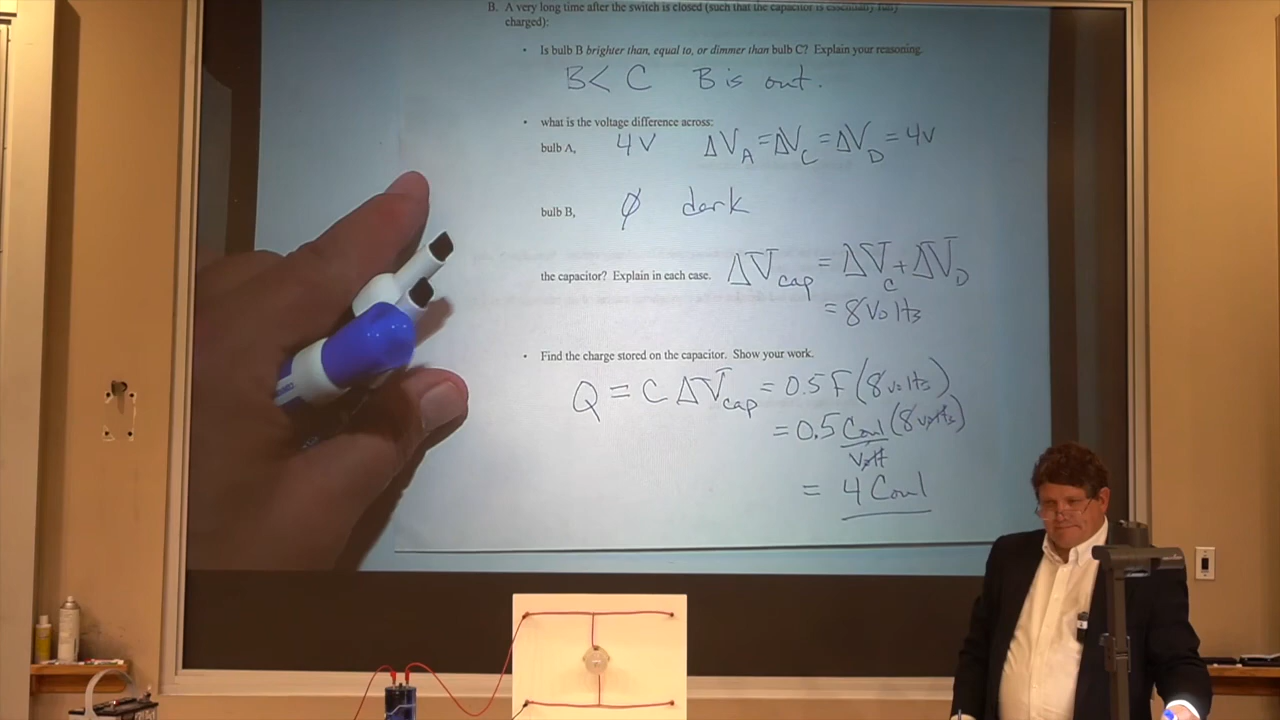 B. A very long time after the switch is closed (such that the capacitor is essentially fully
charged):
• Is bulb B brighter than, equal to, or dimmer than bulb C? Explain your reasoning.
B < C B is out.
• what is the voltage difference across:
bulb A, 4V ΔV_A = ΔV_C = ΔV_D = 4V
bulb B, ∅ dark
the capacitor? Explain in each case. ΔV_cap = ΔV_C + ΔV_D
= 8 Volts
• Find the charge stored on the capacitor. Show your work.
Q = C ΔV_cap = 0.5 F (8 volts)
= 0.5 Coul/Volt (8 volts)
= 4 Coul